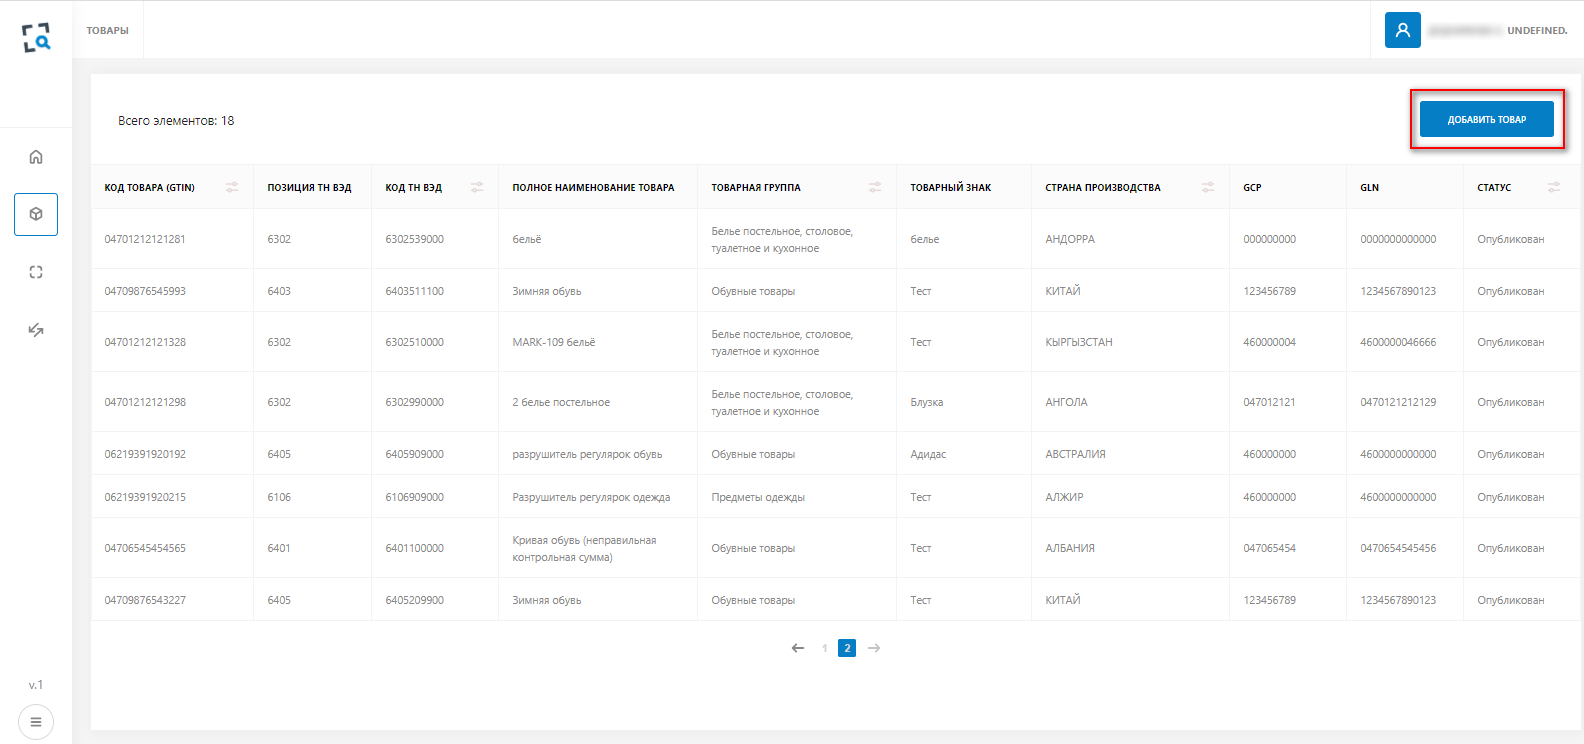 ТОВАРЫ
UNDEFINED.
Всего элементов: 18
ДОБАВИТЬ ТОВАР
КОД ТОВАРА (GTIN) ПОЗИЦИЯ ТН ВЭД КОД ТН ВЭД ПОЛНОЕ НАИМЕНОВАНИЕ ТОВАРА ТОВАРНАЯ ГРУППА ТОВАРНЫЙ ЗНАК СТРАНА ПРОИЗВОДСТВА GCP GLN СТАТУС
04701212121281 6302 6302539000 бельё Белье постельное, столовое, белье АНДОРРА 000000000 0000000000000 Опубликован
туалетное и кухонное
04709876545993 6403 6403511100 Зимняя обувь Обувные товары Тест КИТАЙ 123456789 1234567890123 Опубликован
04701212121328 6302 6302510000 MARK-109 бельё Белье постельное, столовое, Тест КЫРГЫЗСТАН 460000004 4600000046666 Опубликован
туалетное и кухонное
04701212121298 6302 6302990000 2 белье постельное Белье постельное, столовое, Блузка АНГОЛА 047012121 0470121212129 Опубликован
туалетное и кухонное
06219391920192 6405 6405909000 разрушитель регулярок обувь Обувные товары Адидас АВСТРАЛИЯ 460000000 4600000000000 Опубликован
06219391920215 6106 6106909000 Разрушитель регулярок одежда Предметы одежды Тест АЛЖИР 460000000 4600000000000 Опубликован
04706545454565 6401 6401100000 Кривая обувь (неправильная Обувные товары Тест АЛБАНИЯ 047065454 0470654545456 Опубликован
контрольная сумма)
04709876543227 6405 6405209900 Зимняя обувь Обувные товары Тест КИТАЙ 123456789 1234567890123 Опубликован
1 2
v.1